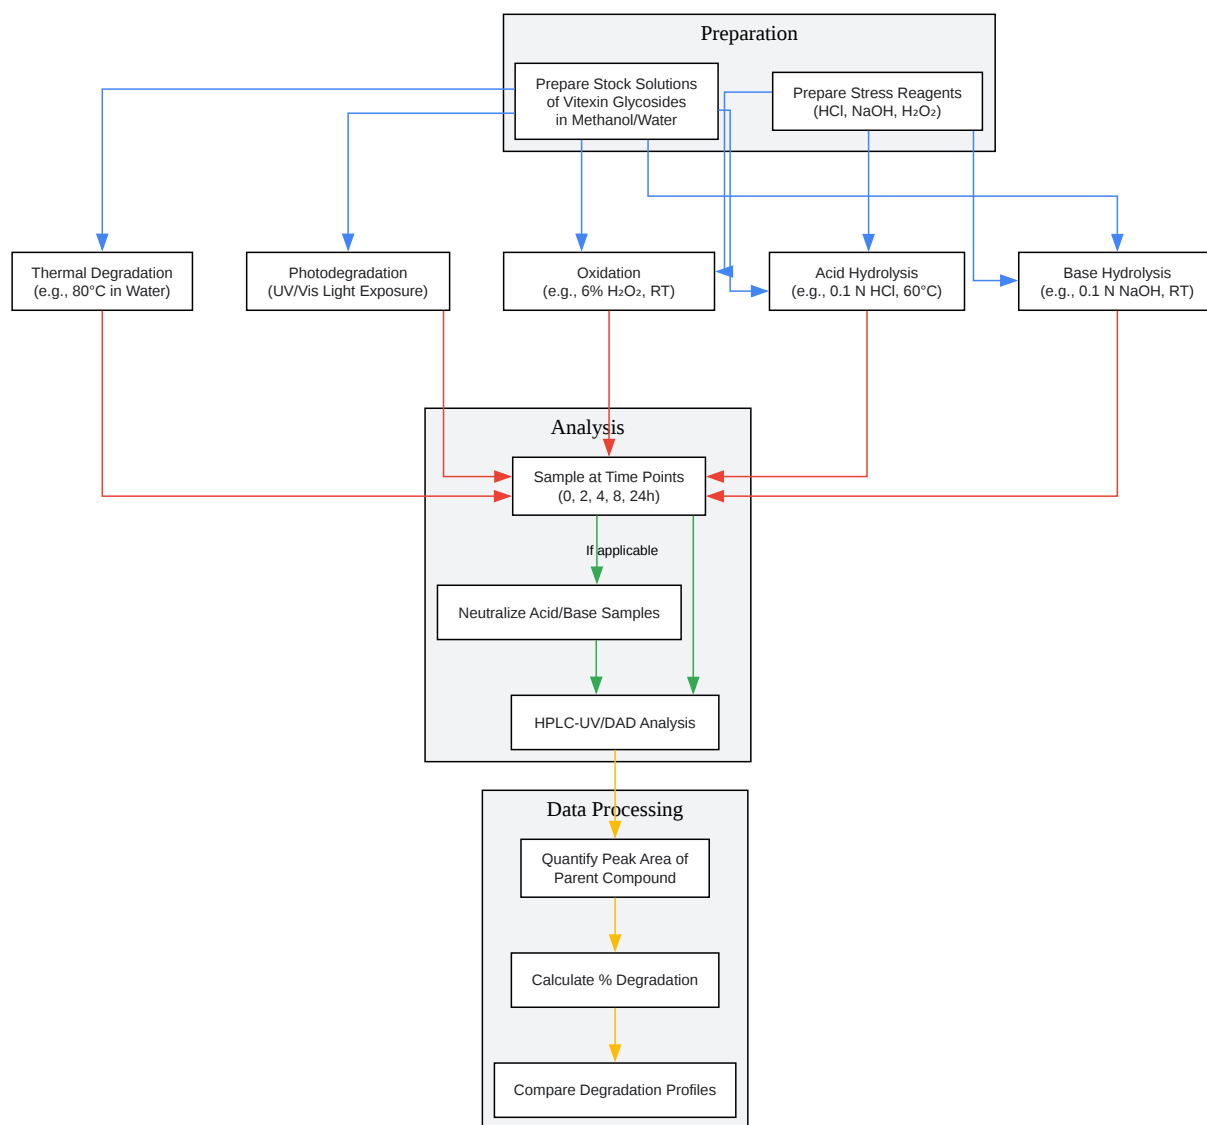 Preparation
Prepare Stock Solutions
of Vitexin Glycosides
in Methanol/Water
Prepare Stress Reagents
(HCl, NaOH, H₂O₂)
Thermal Degradation
(e.g., 80°C in Water)
Photodegradation
(UV/Vis Light Exposure)
Oxidation
(e.g., 6% H₂O₂, RT)
Acid Hydrolysis
(e.g., 0.1 N HCl, 60°C)
Base Hydrolysis
(e.g., 0.1 N NaOH, RT)
Analysis
Sample at Time Points
(0, 2, 4, 8, 24h)
If applicable
Neutralize Acid/Base Samples
HPLC-UV/DAD Analysis
Data Processing
Quantify Peak Area of
Parent Compound
Calculate % Degradation
Compare Degradation Profiles